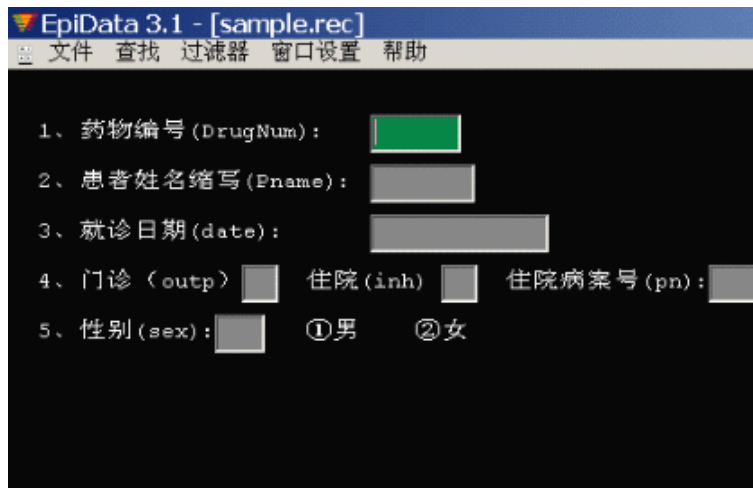 EpiData 3.1 - [sample.rec]
文件 查找 过滤器 窗口设置 帮助
1、药物编号(DrugNum):
2、患者姓名缩写(Pname):
3、就诊日期(date):
4、门诊（outp） 住院(inh) 住院病案号(pn):
5、性别(sex): ①男 ②女